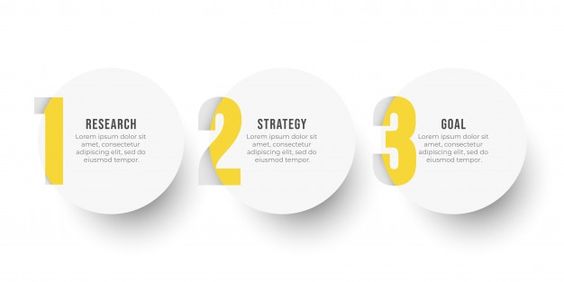 1
RESEARCH
Lorem ipsum dolor sit
amet, consectetur
adipiscing elit, sed do
eiusmod tempor.
2
STRATEGY
Lorem ipsum dolor sit
amet, consectetur
adipiscing elit, sed do
eiusmod tempor.
3
GOAL
Lorem ipsum dolor sit
amet, consectetur
adipiscing elit, sed do
eiusmod tempor.